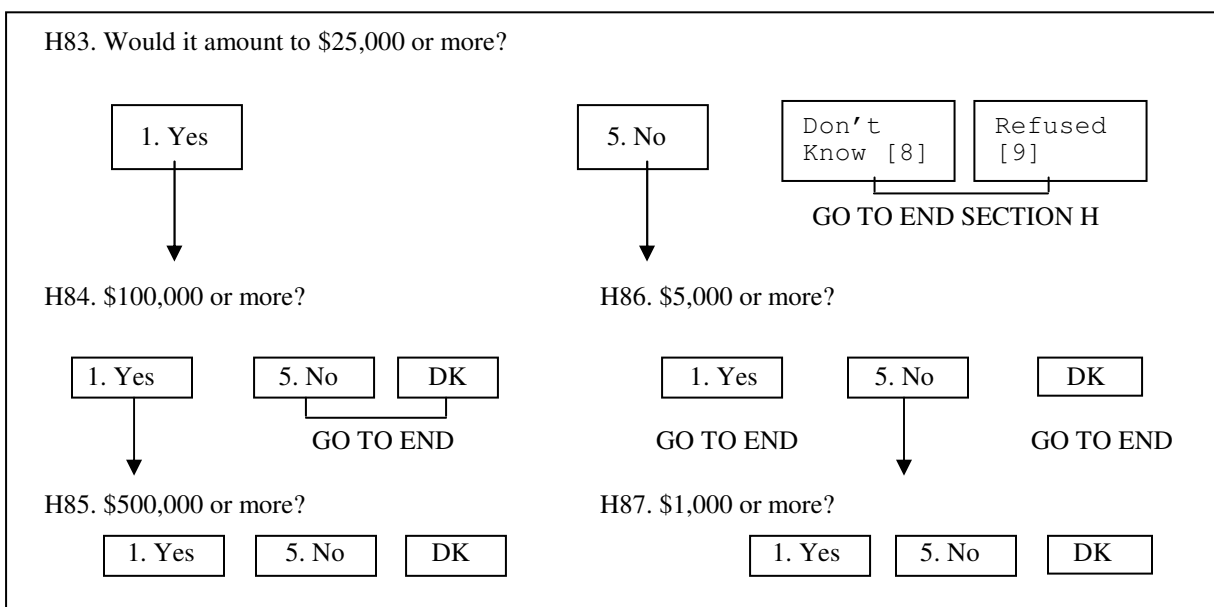 H83. Would it amount to $25,000 or more?
1. Yes
5. No
Don't
Know [8]
Refused
[9]
GO TO END SECTION H
H84. $100,000 or more?
H86. $5,000 or more?
1. Yes
5. No
DK
1. Yes
5. No
DK
GO TO END
GO TO END
GO TO END
H85. $500,000 or more?
H87. $1,000 or more?
1. Yes
5. No
DK
1. Yes
5. No
DK